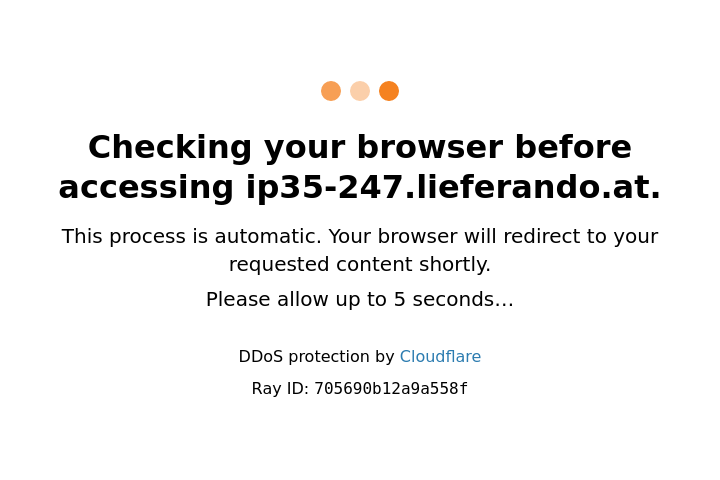 Checking your browser before
accessing ip35-247.lieferando.at.
This process is automatic. Your browser will redirect to your
requested content shortly.
Please allow up to 5 seconds…
DDoS protection by Cloudflare
Ray ID: 705690b12a9a558f